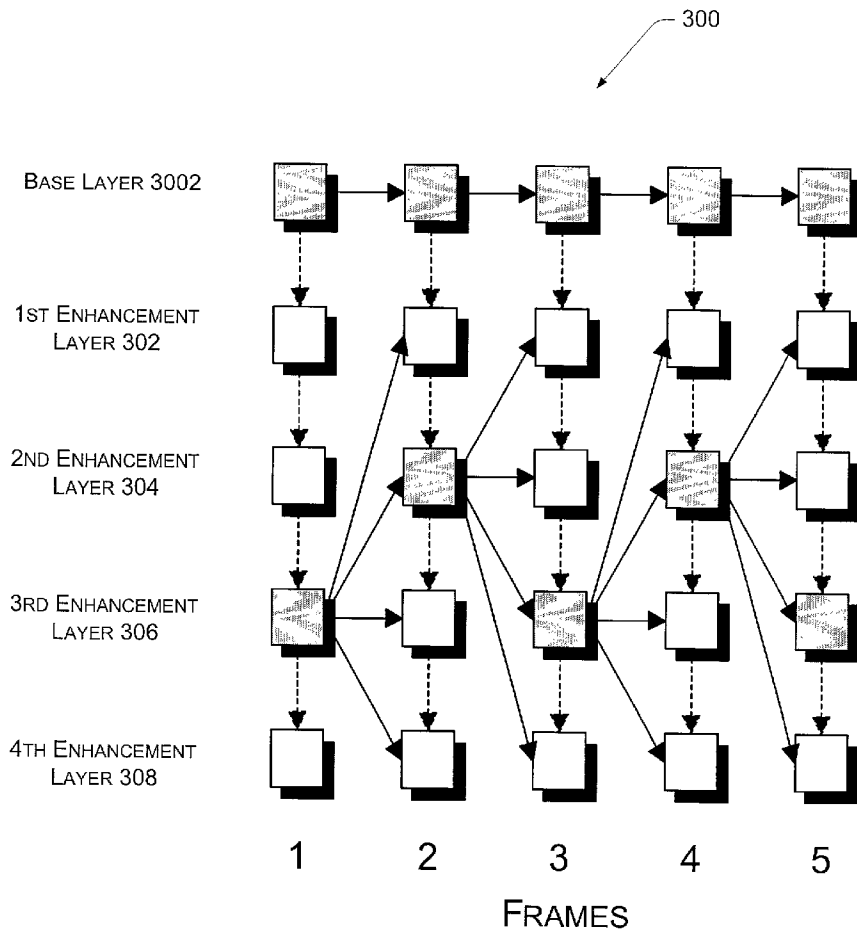 300
BASE LAYER 3002
1ST ENHANCEMENT
LAYER 302
2ND ENHANCEMENT
LAYER 304
3RD ENHANCEMENT
LAYER 306
4TH ENHANCEMENT
LAYER 308
1 2 3 4 5
FRAMES